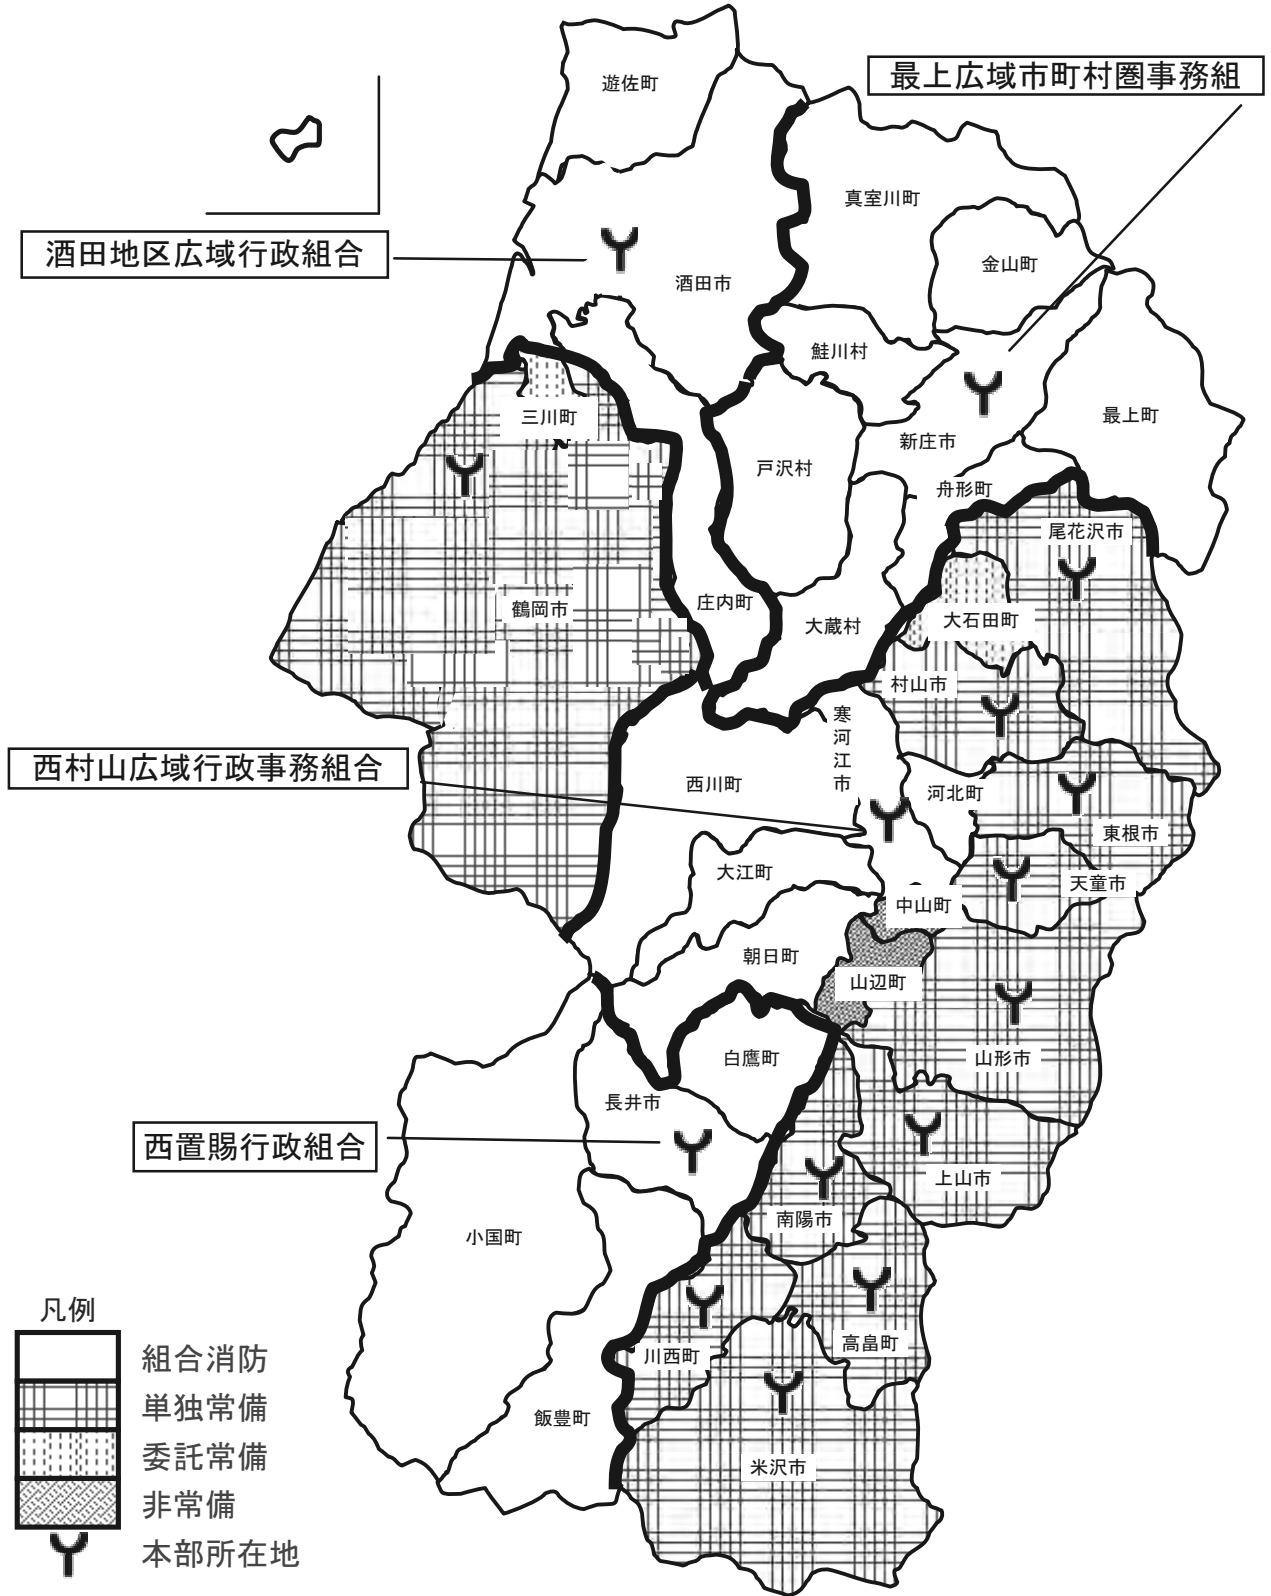 遊佐町
最上広域市町村圏事務組
真室川町
酒田地区広域行政組合
金山町
酒田市
鮭川村
三川町
最上町
新庄市
戸沢村
舟形町
尾花沢市
鶴岡市
庄内町
大蔵村
大石田町
村山市
寒河江市
西村山広域行政事務組合
西川町
河北町
東根市
大江町
天童市
中山町
朝日町
山辺町
白鷹町
山形市
長井市
西置賜行政組合
上山市
南陽市
小国町
凡例
高畠町
組合消防
川西町
単独常備
飯豊町
委託常備
米沢市
非常備
本部所在地